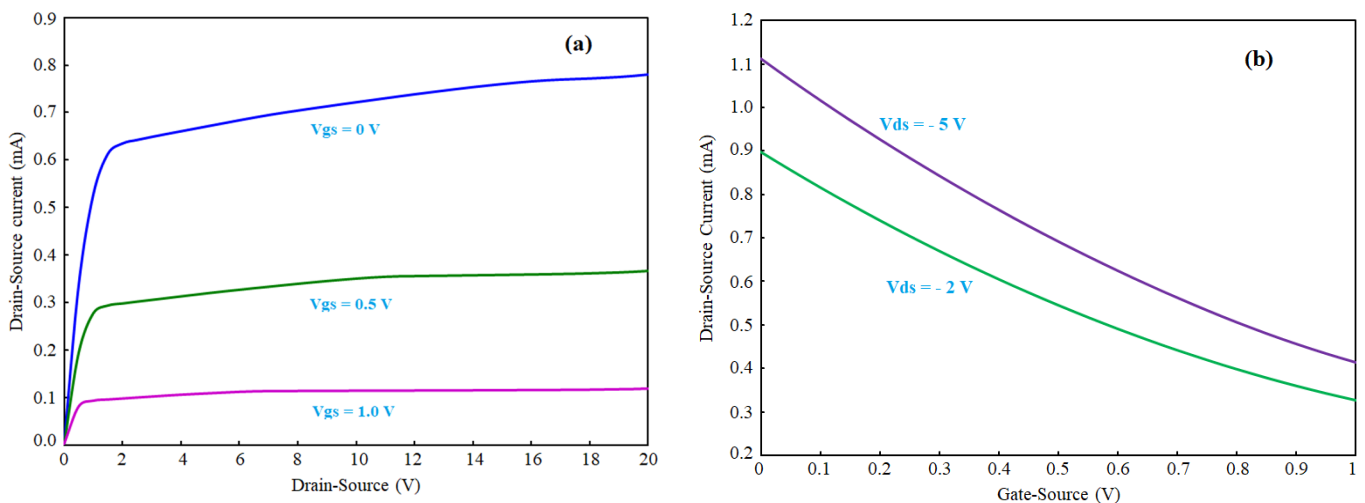 (a)
Drain-Source current (mA)
0.9
0.8
0.7
0.6
0.5
0.4
0.3
0.2
0.1
0.0
Vgs = 0 V
Vgs = 0.5 V
Vgs = 1.0 V
0 2 4 6 8 10 12 14 16 18 20
Drain-Source (V)
(b)
Drain-Source Current (mA)
1.2
1.1
1.0
0.9
0.8
0.7
0.6
0.5
0.4
0.3
0.2
Vds = - 5 V
Vds = - 2 V
0 0.1 0.2 0.3 0.4 0.5 0.6 0.7 0.8 0.9 1
Gate-Source (V)